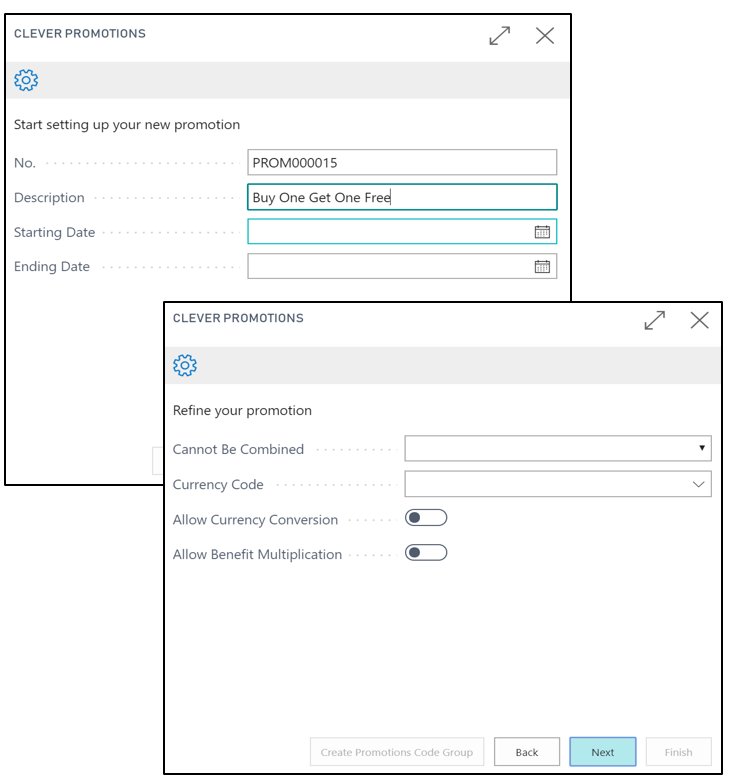 CLEVER PROMOTIONS
Start setting up your new promotion
No. PROM000015
Description Buy One Get One Free
Starting Date
Ending Date
CLEVER PROMOTIONS
Refine your promotion
Cannot Be Combined
Currency Code
Allow Currency Conversion
Allow Benefit Multiplication
Create Promotions Code Group Back Next Finish